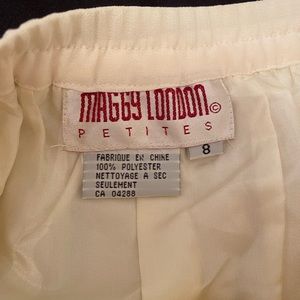 MAGGY LONDON©
PETITES
8
FABRIQUE EN CHINE
100% POLYESTER
NETTOYAGE A SEC
SEULEMENT
CA 04288